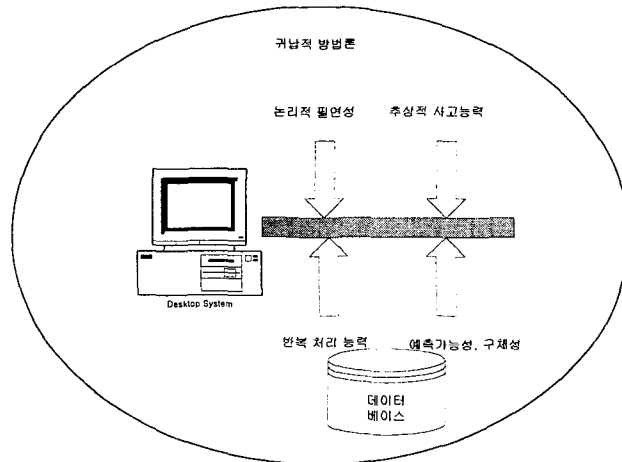 귀납적 방법론
논리적 필연성 추상적 사고능력
Desktop System
반복 처리 능력 예측가능성, 구체성
데이터
베이스